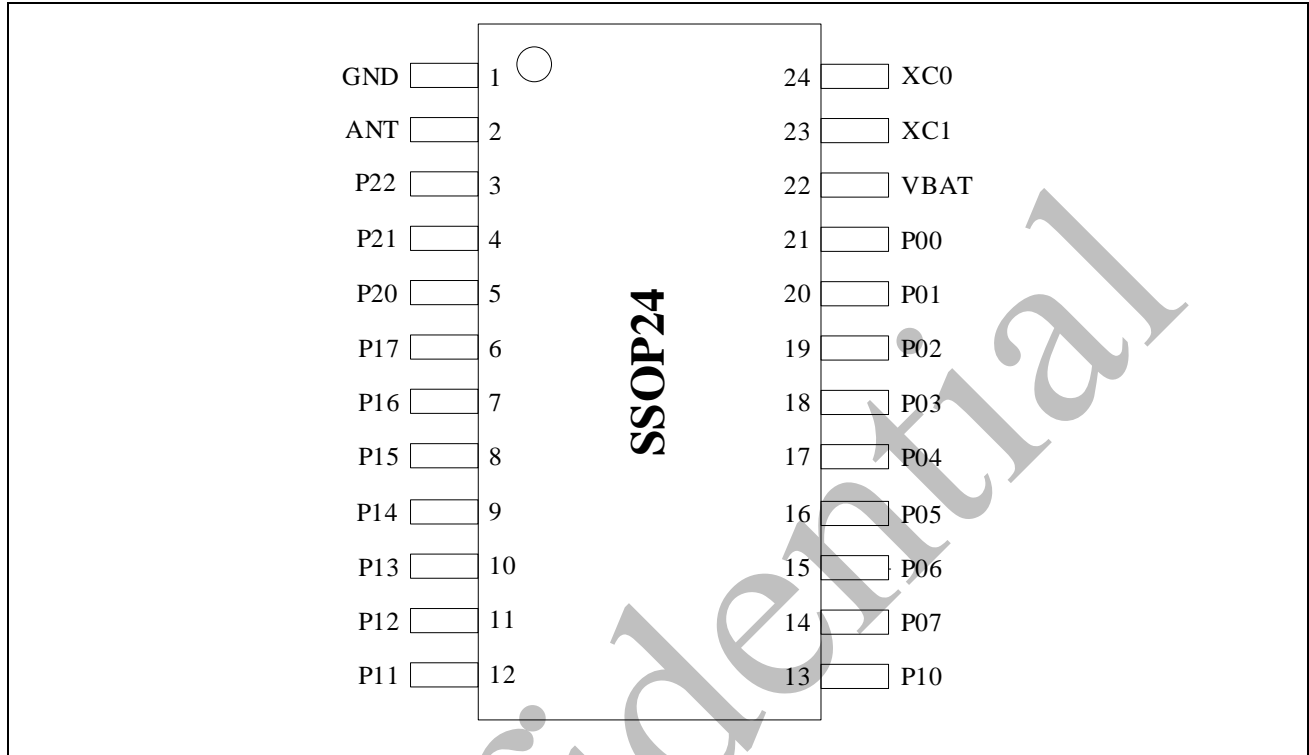 GND 1 24 XC0
ANT 2 23 XC1
P22 3 22 VBAT
P21 4 21 P00
P20 5 20 P01
P17 6 19 P02
P16 7 18 P03
P15 8 17 P04
P14 9 16 P05
P13 10 15 P06
P12 11 14 P07
P11 12 13 P10
SSOP24
fidential